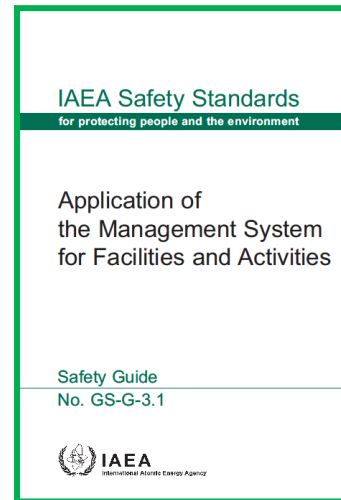 IAEA Safety Standards
for protecting people and the environment
Application of
the Management System
for Facilities and Activities
Safety Guide
No. GS-G-3.1
IAEA
International Atomic Energy Agency